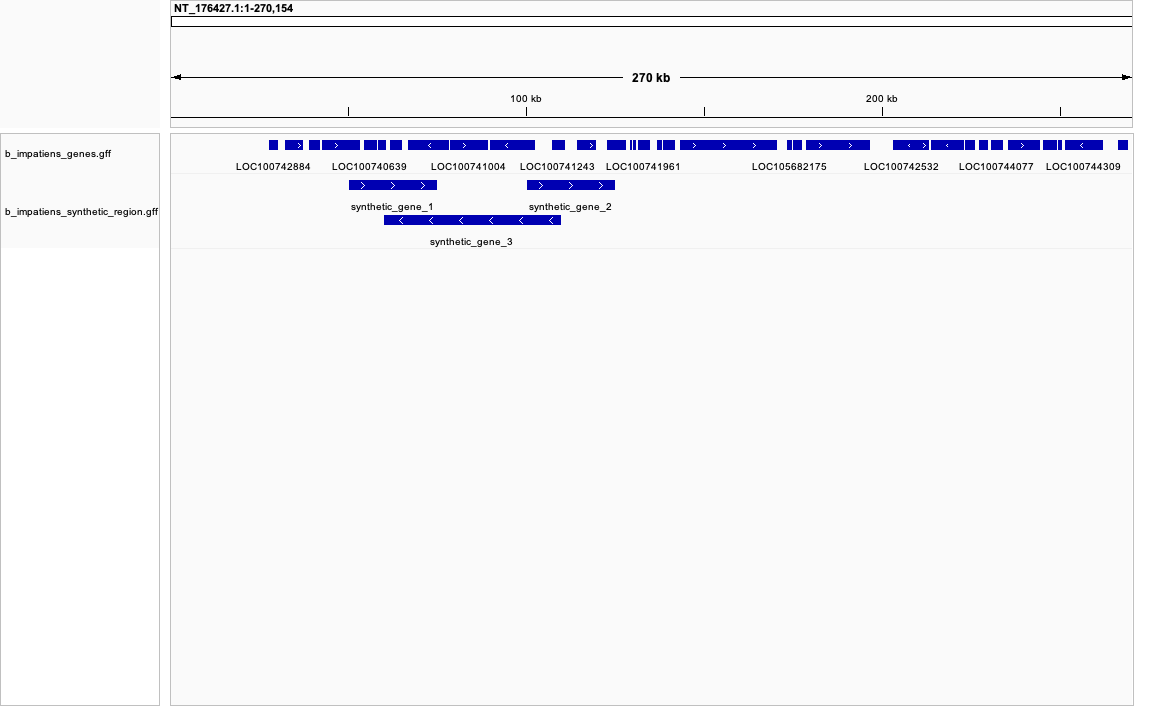 NT_176427.1:1-270,154
270 kb
100 kb 200 kb
b_impatiens_genes.gff
LOC100742884 LOC100740639 LOC100741004 LOC100741243 LOC100741961 LOC105682175 LOC100742532 LOC100744077 LOC100744309
b_impatiens_synthetic_region.gff
synthetic_gene_1 synthetic_gene_2
synthetic_gene_3